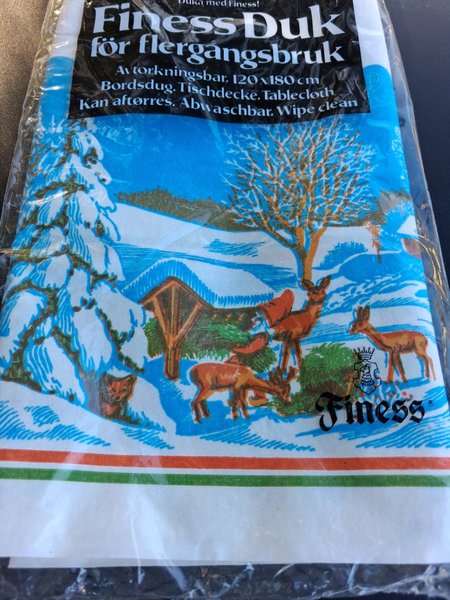 Duka med Finess!
Finess Duk
för flergångsbruk
Avtorkningsbar. 120 x 180 cm
Bordsdug. Tischdecke. Tablecloth
Kan aftørres. Abwaschbar. Wipe clean
Finess